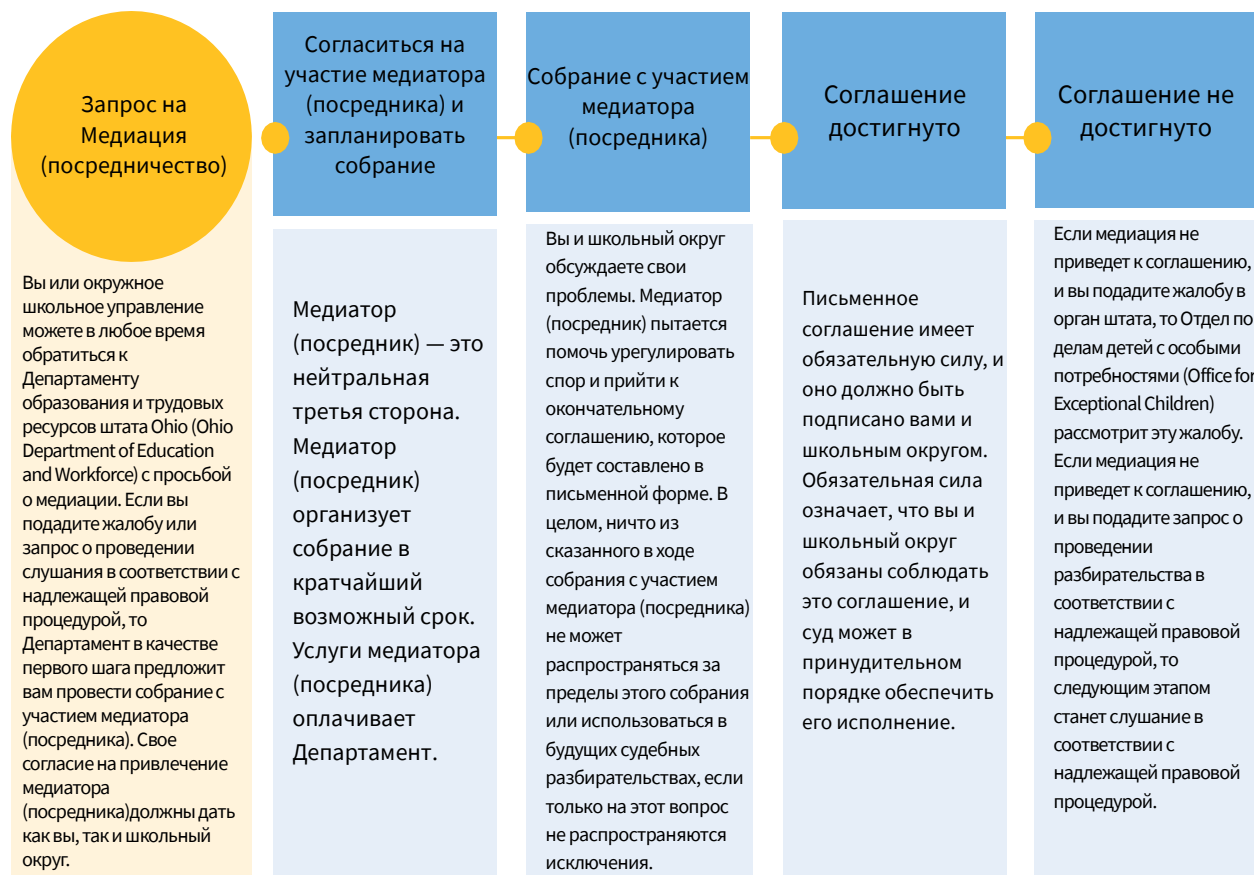 Запрос на
Медиация
(посредничество)
Вы или окружное
школьное управление
можете в любое время
обратиться к
Департаменту
образования и трудовых
ресурсов штата Ohio (Ohio
Department of Education
and Workforce) с просьбой
о медиации. Если вы
подадите жалобу или
запрос о проведении
слушания в соответствии с
надлежащей правовой
процедурой, то
Департамент в качестве
первого шага предложит
вам провести собрание с
участием медиатора
(посредника). Свое
согласие на привлечение
медиатора
(посредника)должны дать
как вы, так и школьный
округ.
Согласиться на
участие медиатора
(посредника) и
запланировать
собрание
Медиатор
(посредник) — это
нейтральная
третья сторона.
Медиатор
(посредник)
организует
собрание в
кратчайший
возможный срок.
Услуги медиатора
(посредника)
оплачивает
Департамент.
Собрание с участием
медиатора
(посредника)
Вы и школьный округ
обсуждаете свои
проблемы. Медиатор
(посредник) пытается
помочь урегулировать
спор и прийти к
окончательному
соглашению, которое
будет составлено в
письменной форме. В
целом, ничто из
сказанного в ходе
собрания с участием
медиатора (посредника)
не может
распространяться за
пределы этого собрания
или использоваться в
будущих судебных
разбирательствах, если
только на этот вопрос
не распространяются
исключения.
Соглашение
достигнуто
Письменное
соглашение имеет
обязательную силу, и
оно должно быть
подписано вами и
школьным округом.
Обязательная сила
означает, что вы и
школьный округ
обязаны соблюдать
это соглашение, и
суд может в
принудительном
порядке обеспечить
его исполнение.
Соглашение не
достигнуто
Если медиация не
приведет к соглашению,
и вы подадите жалобу в
орган штата, то Отдел по
делам детей с особыми
потребностями (Office for
Exceptional Children)
рассмотрит эту жалобу.
Если медиация не
приведет к соглашению,
и вы подадите запрос о
проведении
разбирательства в
соответствии с
надлежащей правовой
процедурой, то
следующим этапом
станет слушание в
соответствии с
надлежащей правовой
процедурой.